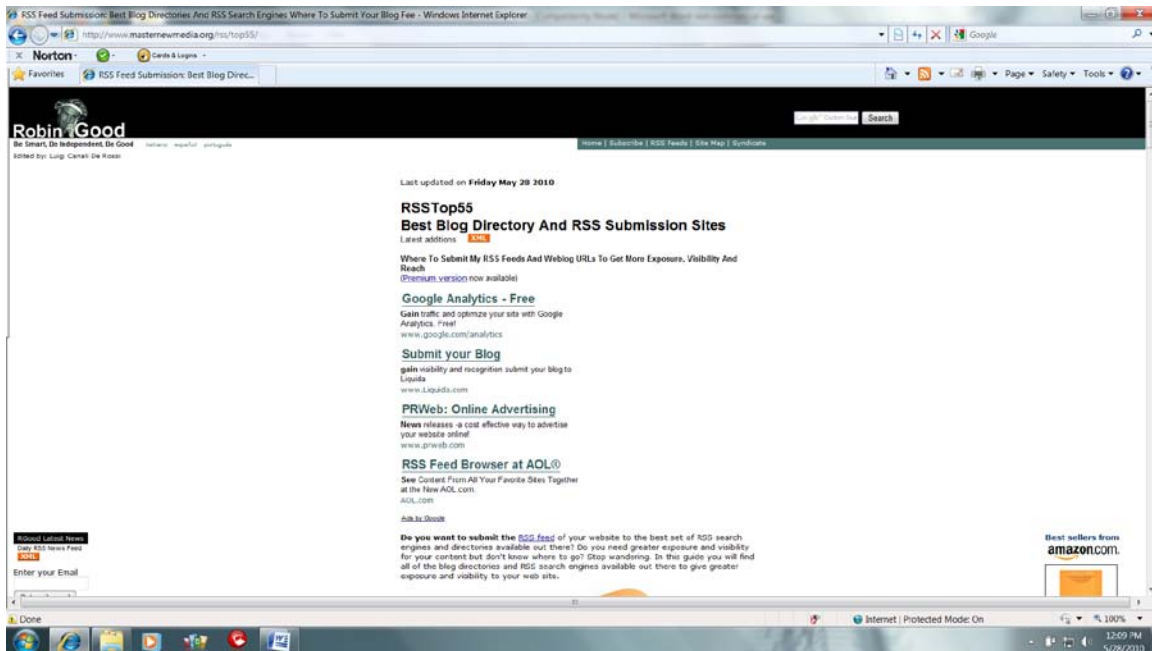 RSS Feed Submission: Best Blog Directories And RSS Search Engines Where To Submit Your Blog Fee - Windows Internet Explorer
http://www.masternewmedia.org/rss/top55/
Google
x Norton
Cards & Logins
Favorites
RSS Feed Submission: Best Blog Direc...
Page Safety Tools
Robin Good
Search
Be Smart, Be Independent, Be Good
italiano español português
Home | Subscribe | RSS Feeds | Site Map | Syndicate
Edited by: Luigi Canali De Rossi
Last updated on Friday May 28 2010
RSSTop55
Best Blog Directory And RSS Submission Sites
Latest additions XML
Where To Submit My RSS Feeds And Weblog URLs To Get More Exposure, Visibility And
Reach
(Premium version now available)
Google Analytics - Free
Gain traffic and optimize your site with Google
Analytics. Free!
www.google.com/analytics
Submit your Blog
gain visibility and recognition submit your blog to
Liquida
www.Liquida.com
PRWeb: Online Advertising
News releases -a cost effective way to advertise
your website online!
www.prweb.com
RSS Feed Browser at AOL®
See Content From All Your Favorite Sites Together
at the New AOL.com.
AOL.com
Ads by Google
Do you want to submit the RSS feed of your website to the best set of RSS search
engines and directories available out there? Do you need greater exposure and visibility
for your content but don't know where to go? Stop wandering. In this guide you will find
all of the blog directories and RSS search engines available out there to give greater
exposure and visibility to your web site.
RGood Latest News
Daily RSS News Feed
XML
Enter your Email
Best sellers from
amazon.com.
Done
Internet | Protected Mode: On
100%
12:09 PM
5/28/2010